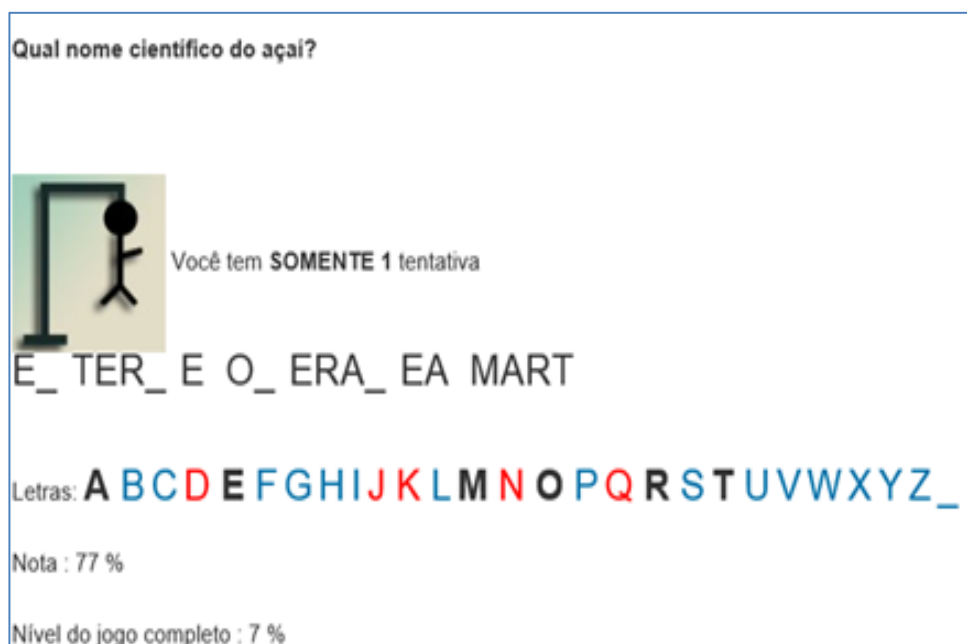 Qual nome científico do açaí?
Você tem SOMENTE 1 tentativa
E_ TER_ E O_ ERA_ EA MART
Letras: A B C D E F G H I J K L M N O P Q R S T U V W X Y Z _
Nota : 77 %
Nível do jogo completo : 7 %